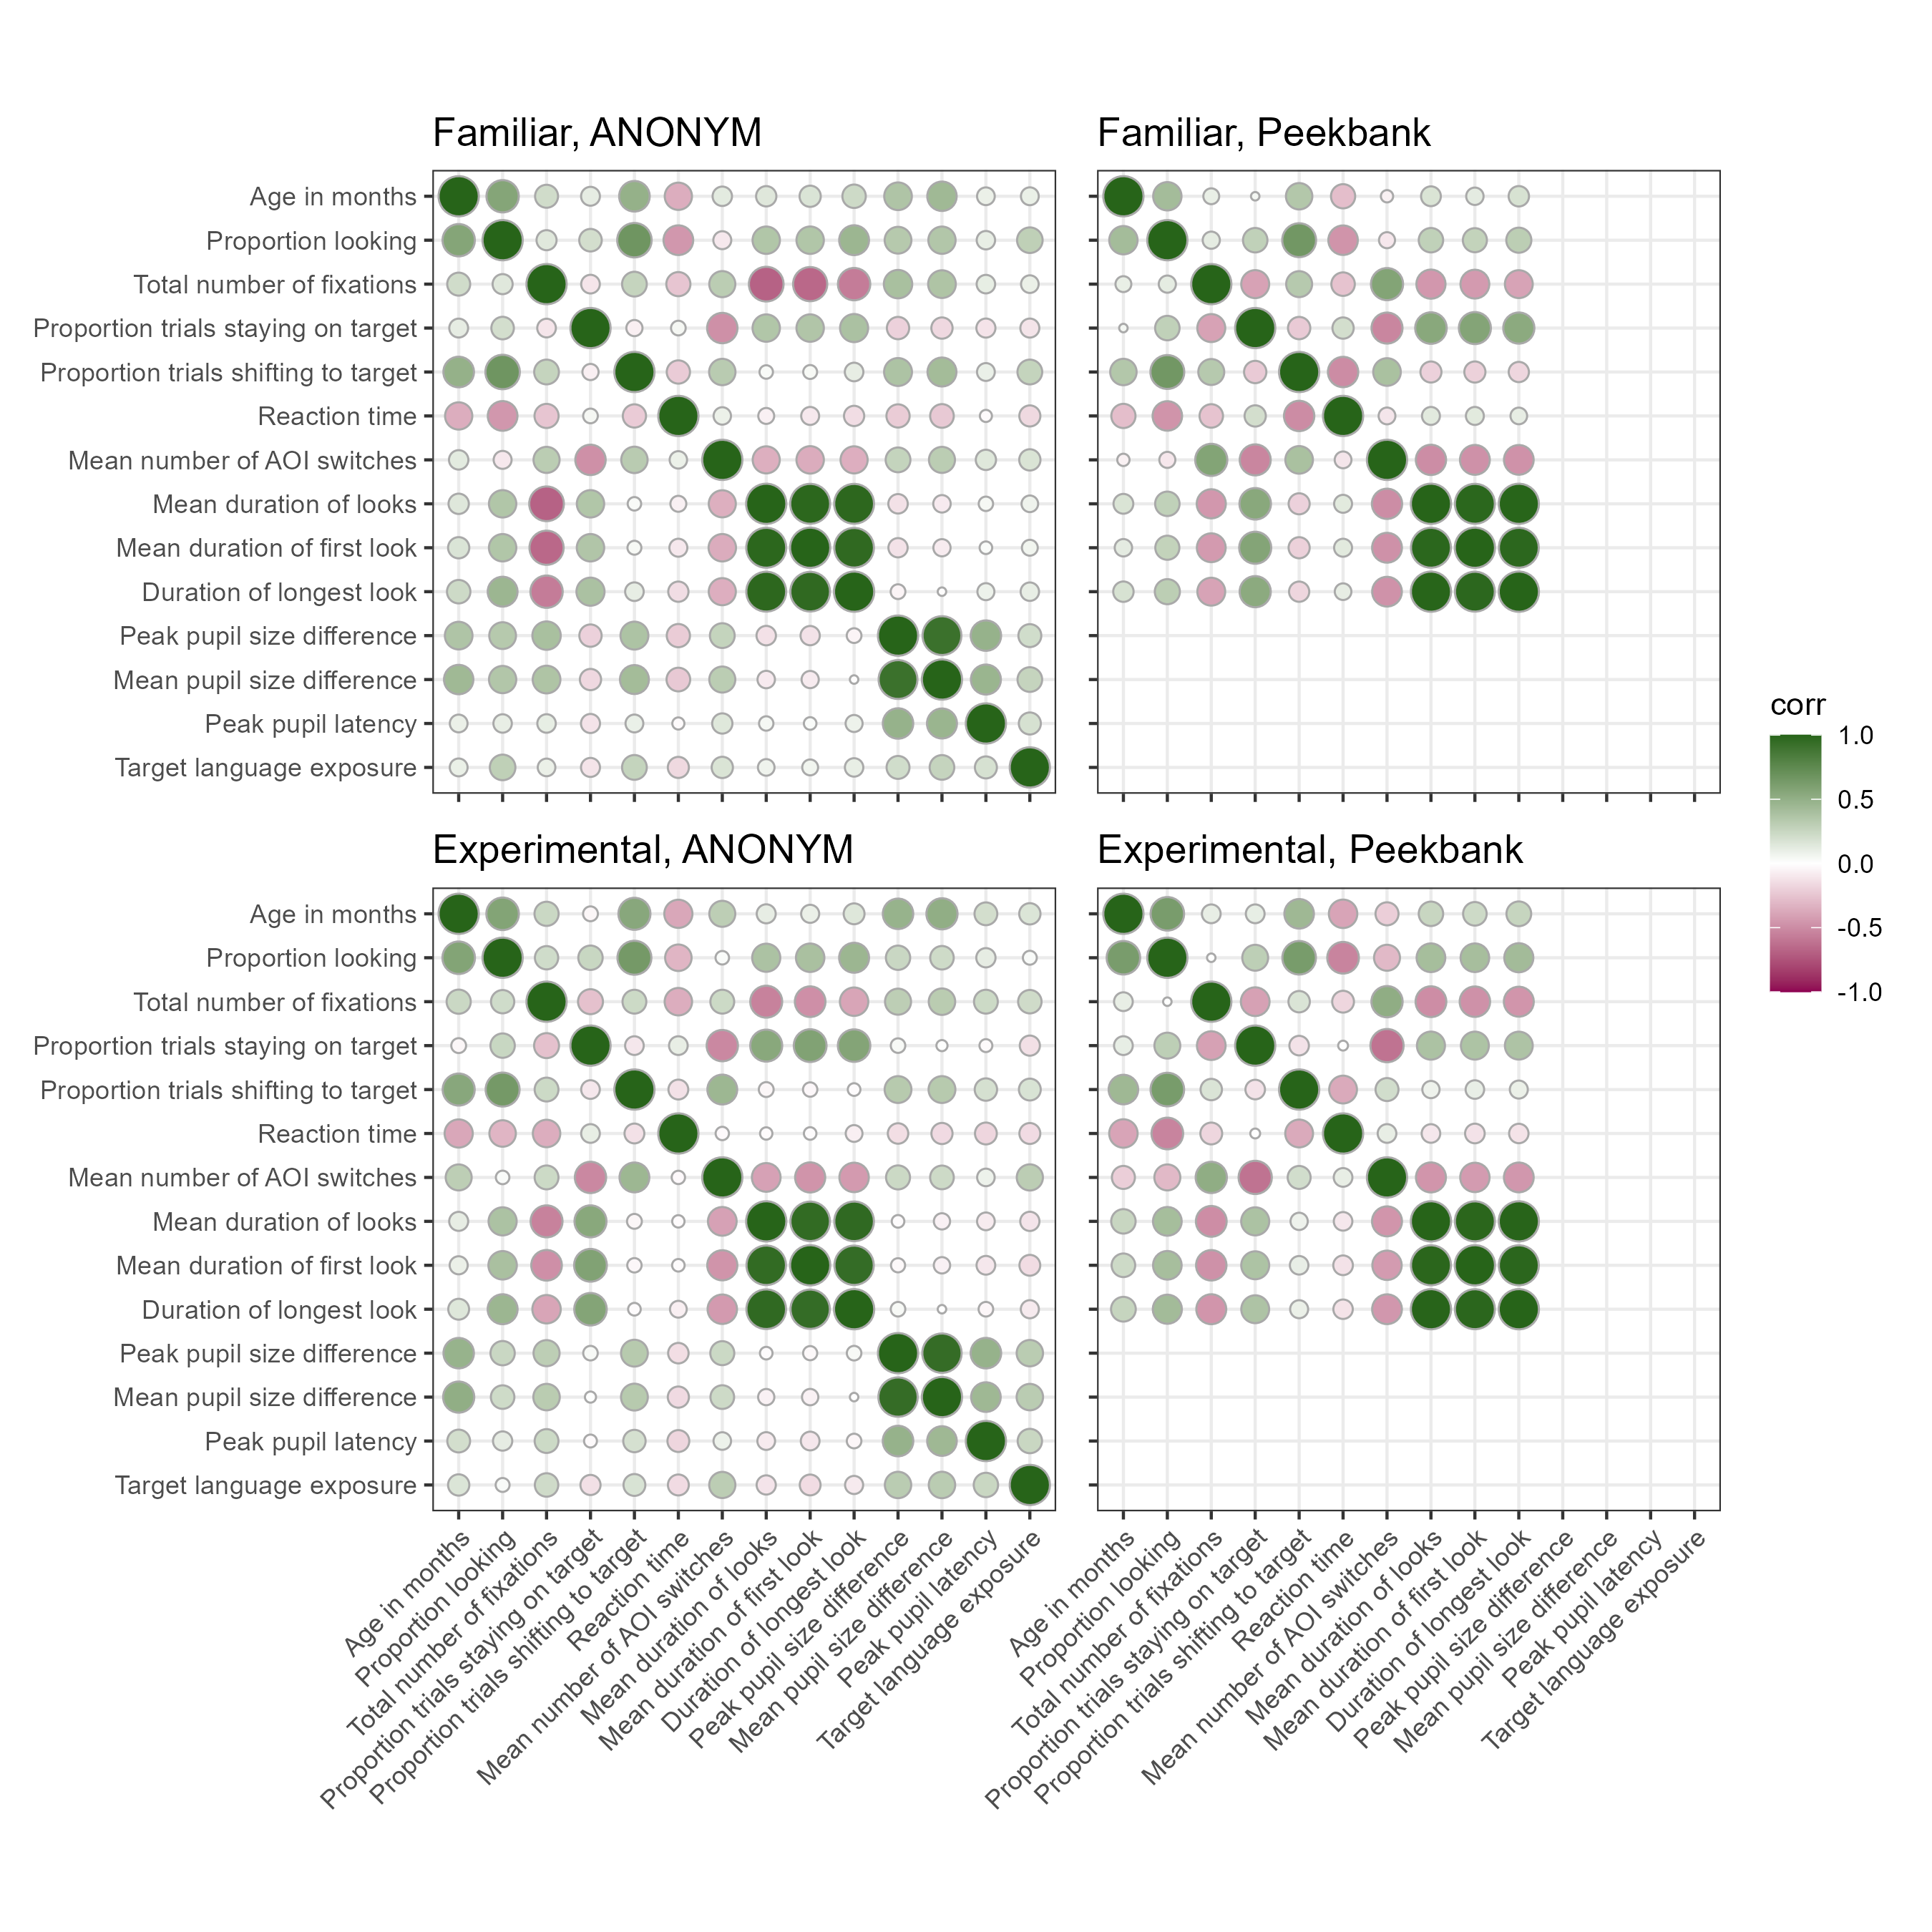 Familiar, ANONYM
Familiar, Peekbank
Age in months
Proportion looking
Total number of fixations
Proportion trials staying on target
Proportion trials shifting to target
Reaction time
Mean number of AOI switches
Mean duration of looks
Mean duration of first look
Duration of longest look
Peak pupil size difference
Mean pupil size difference
Peak pupil latency
Target language exposure
corr
1.0
0.5
0.0
-0.5
-1.0
Experimental, ANONYM
Experimental, Peekbank
Age in months
Proportion looking
Total number of fixations
Proportion trials staying on target
Proportion trials shifting to target
Reaction time
Mean number of AOI switches
Mean duration of looks
Mean duration of first look
Duration of longest look
Peak pupil size difference
Mean pupil size difference
Peak pupil latency
Target language exposure
Age in months
Proportion looking
Total number of fixations
Proportion trials staying on target
Proportion trials shifting to target
Reaction time
Mean number of AOI switches
Mean duration of looks
Mean duration of first look
Duration of longest look
Peak pupil size difference
Mean pupil size difference
Peak pupil latency
Target language exposure
Age in months
Proportion looking
Total number of fixations
Proportion trials staying on target
Proportion trials shifting to target
Reaction time
Mean number of AOI switches
Mean duration of looks
Mean duration of first look
Duration of longest look
Peak pupil size difference
Mean pupil size difference
Peak pupil latency
Target language exposure